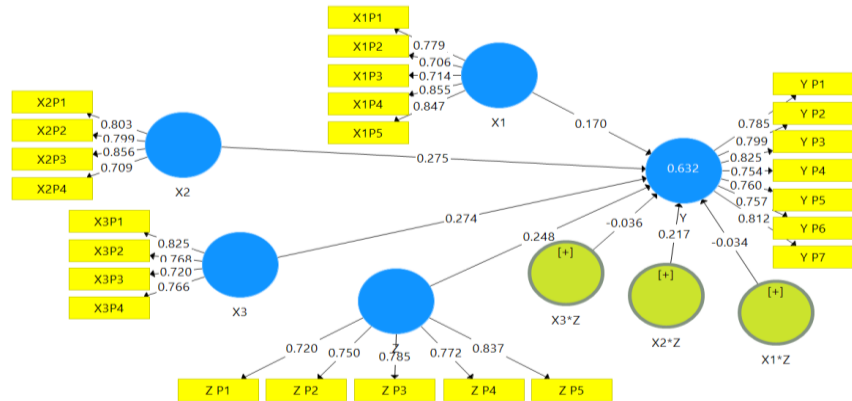 X1P1
X1P2
X1P3
X1P4
X1P5
0.779
0.706
0.714
0.855
0.847
X1
0.170
X2P1
X2P2
X2P3
X2P4
0.803
0.799
0.856
0.709
X2
0.275
X3P1
X3P2
X3P3
X3P4
0.825
0.768
0.720
0.766
X3
0.274
0.632
Y
Y P1
Y P2
Y P3
Y P4
Y P5
Y P6
Y P7
0.785
0.799
0.825
0.754
0.760
0.757
0.812
0.248
-0.036
0.217
-0.034
[+]
X3*Z
[+]
X2*Z
[+]
X1*Z
Z
0.720
0.750
0.785
0.772
0.837
Z P1
Z P2
Z P3
Z P4
Z P5